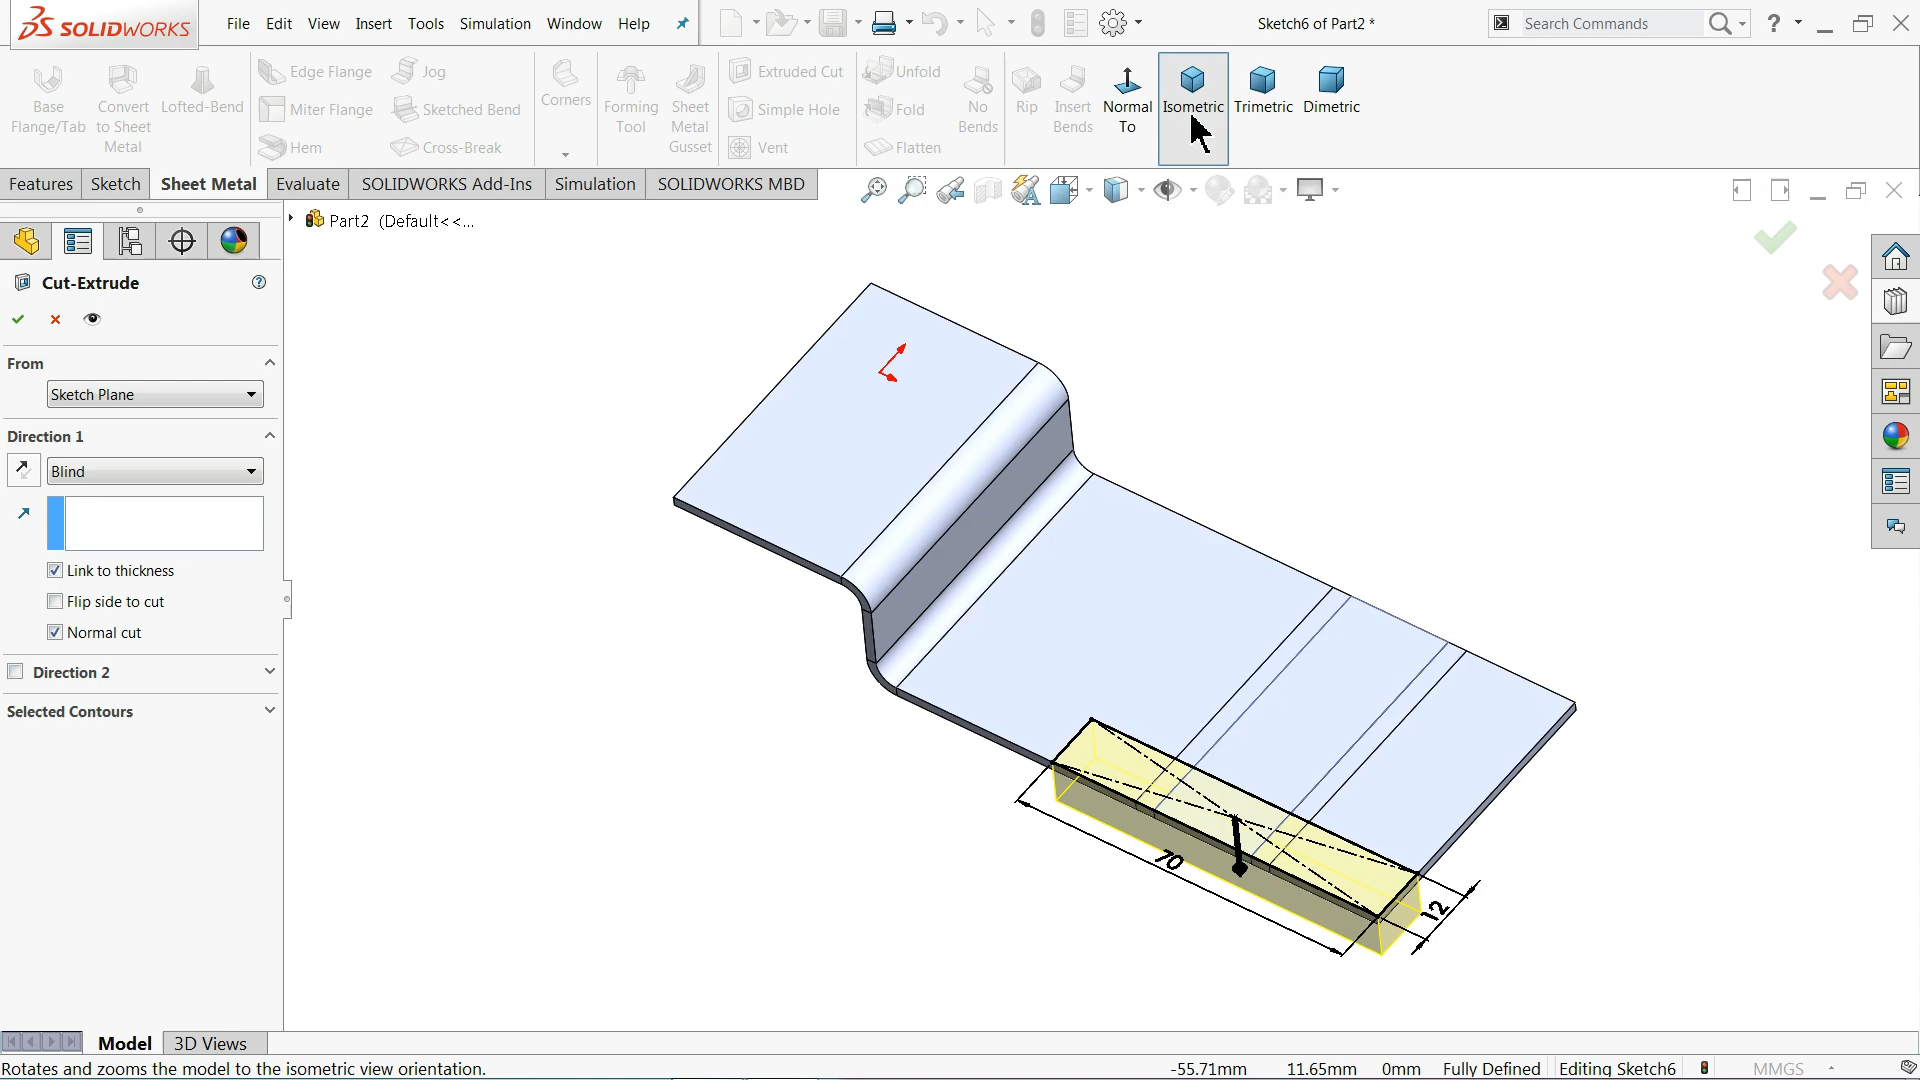 SOLIDWORKS
File Edit View Insert Tools Simulation Window Help
Sketch6 of Part2 *
Search Commands
?
Base Flange/Tab
Convert to Sheet Metal
Lofted-Bend
Edge Flange
Miter Flange
Hem
Jog
Sketched Bend
Cross-Break
Corners
Forming Tool
Sheet Metal Gusset
Extruded Cut
Simple Hole
Vent
Unfold
Fold
Flatten
No Bends
Rip
Insert Bends
Normal To
Isometric
Trimetric
Dimetric
Features Sketch Sheet Metal Evaluate SOLIDWORKS Add-Ins Simulation SOLIDWORKS MBD
Part2 (Default<<...
Cut-Extrude
?
From
Sketch Plane
Direction 1
Blind
Link to thickness
Flip side to cut
Normal cut
Direction 2
Selected Contours
70
12
Model 3D Views
Rotates and zooms the model to the isometric view orientation.
-55.71mm 11.65mm 0mm Fully Defined Editing Sketch6 MMGS